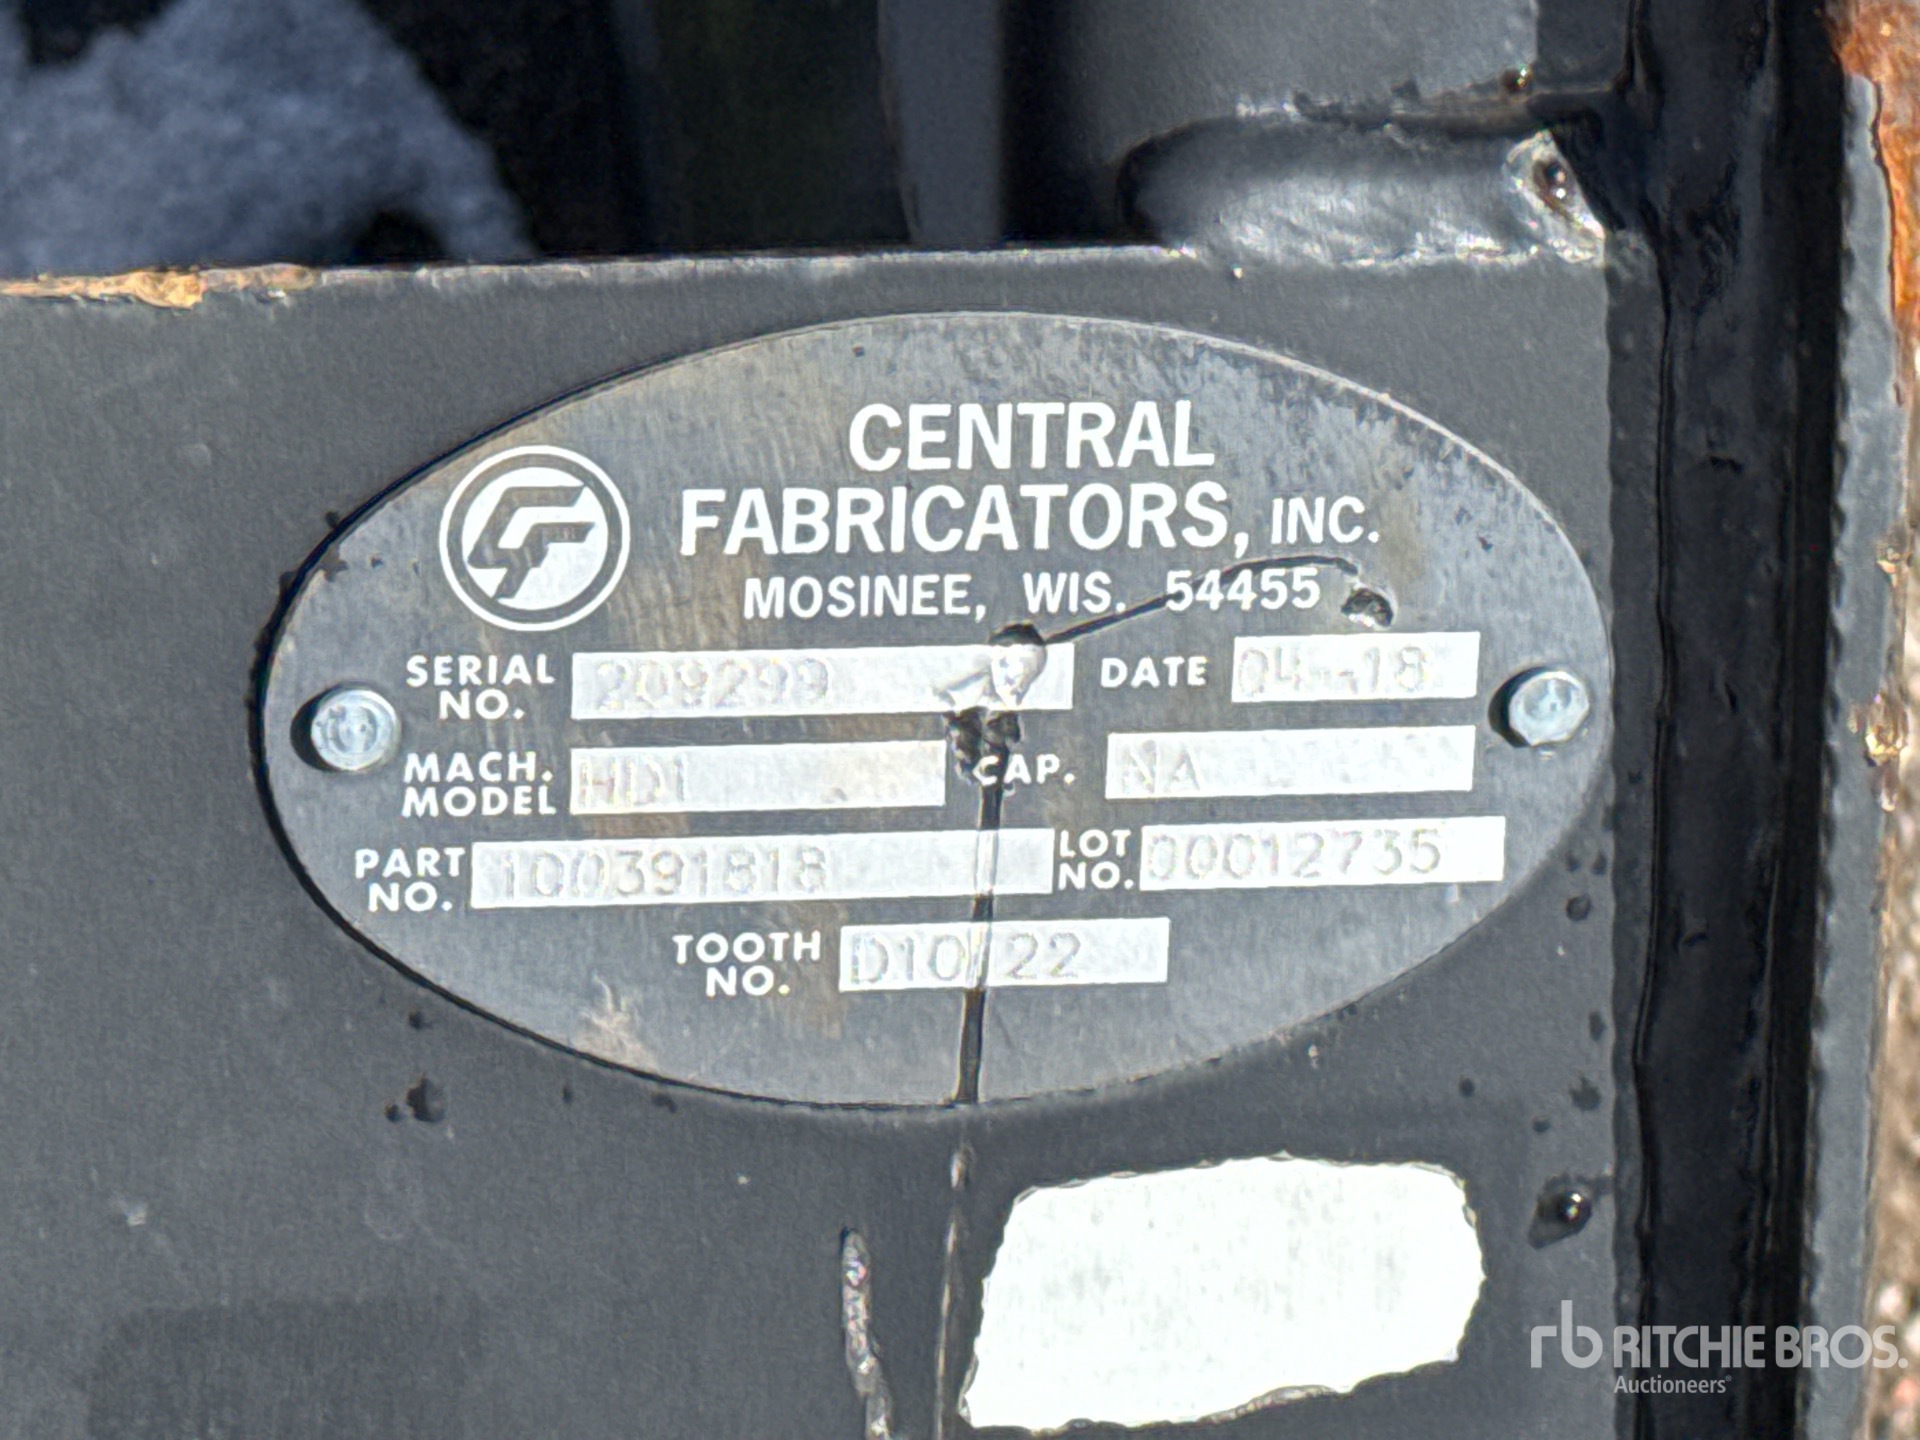 CENTRAL
FABRICATORS, INC.
MOSINEE, WIS. 54455
SERIAL NO. 209299 DATE 04-18
MACH. MODEL HD1 CAP. NA
PART NO. 100391818 LOT NO. 00012735
TOOTH NO. D10/22
rb RITCHIE BROS.
Auctioneers